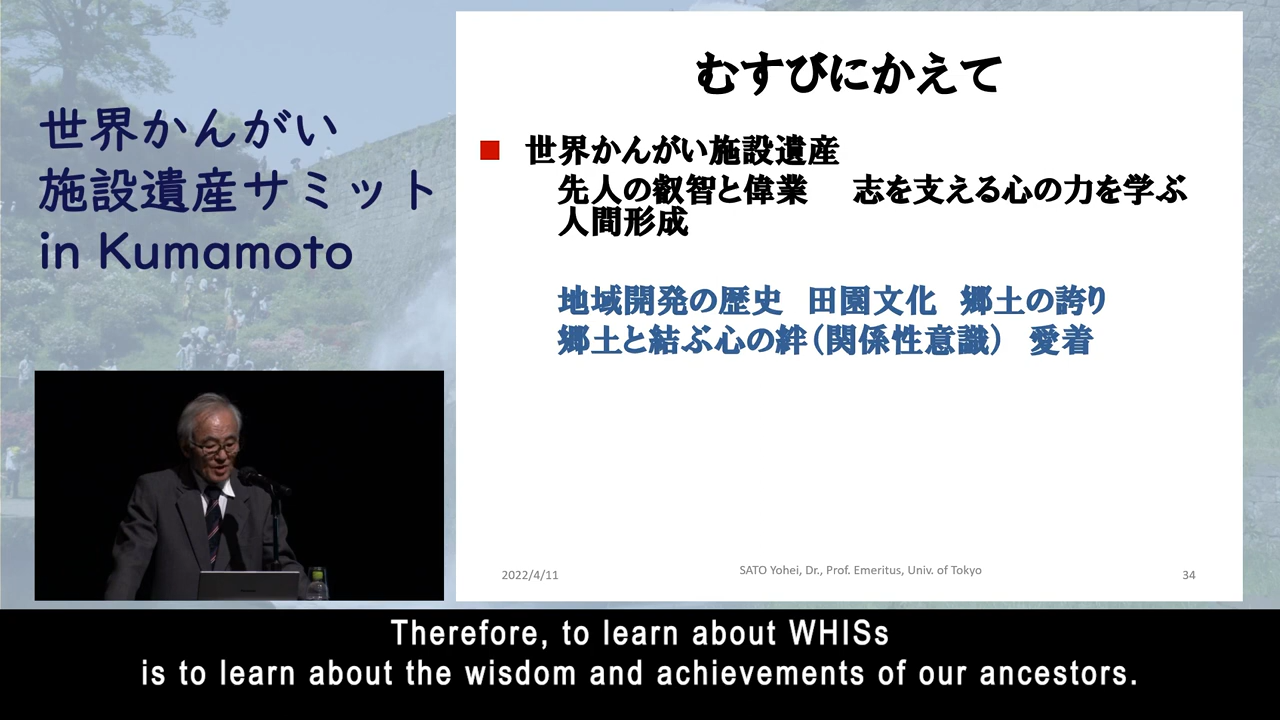 世界かんがい
施設遺産サミット
in Kumamoto
むすびにかえて
世界かんがい施設遺産
先人の叡智と偉業　志を支える心の力を学ぶ
人間形成
地域開発の歴史　田園文化　郷土の誇り
郷土と結ぶ心の絆（関係性意識）　愛着
2022/4/11
SATO Yohei, Dr., Prof. Emeritus, Univ. of Tokyo
34
Therefore, to learn about WHISs
is to learn about the wisdom and achievements of our ancestors.